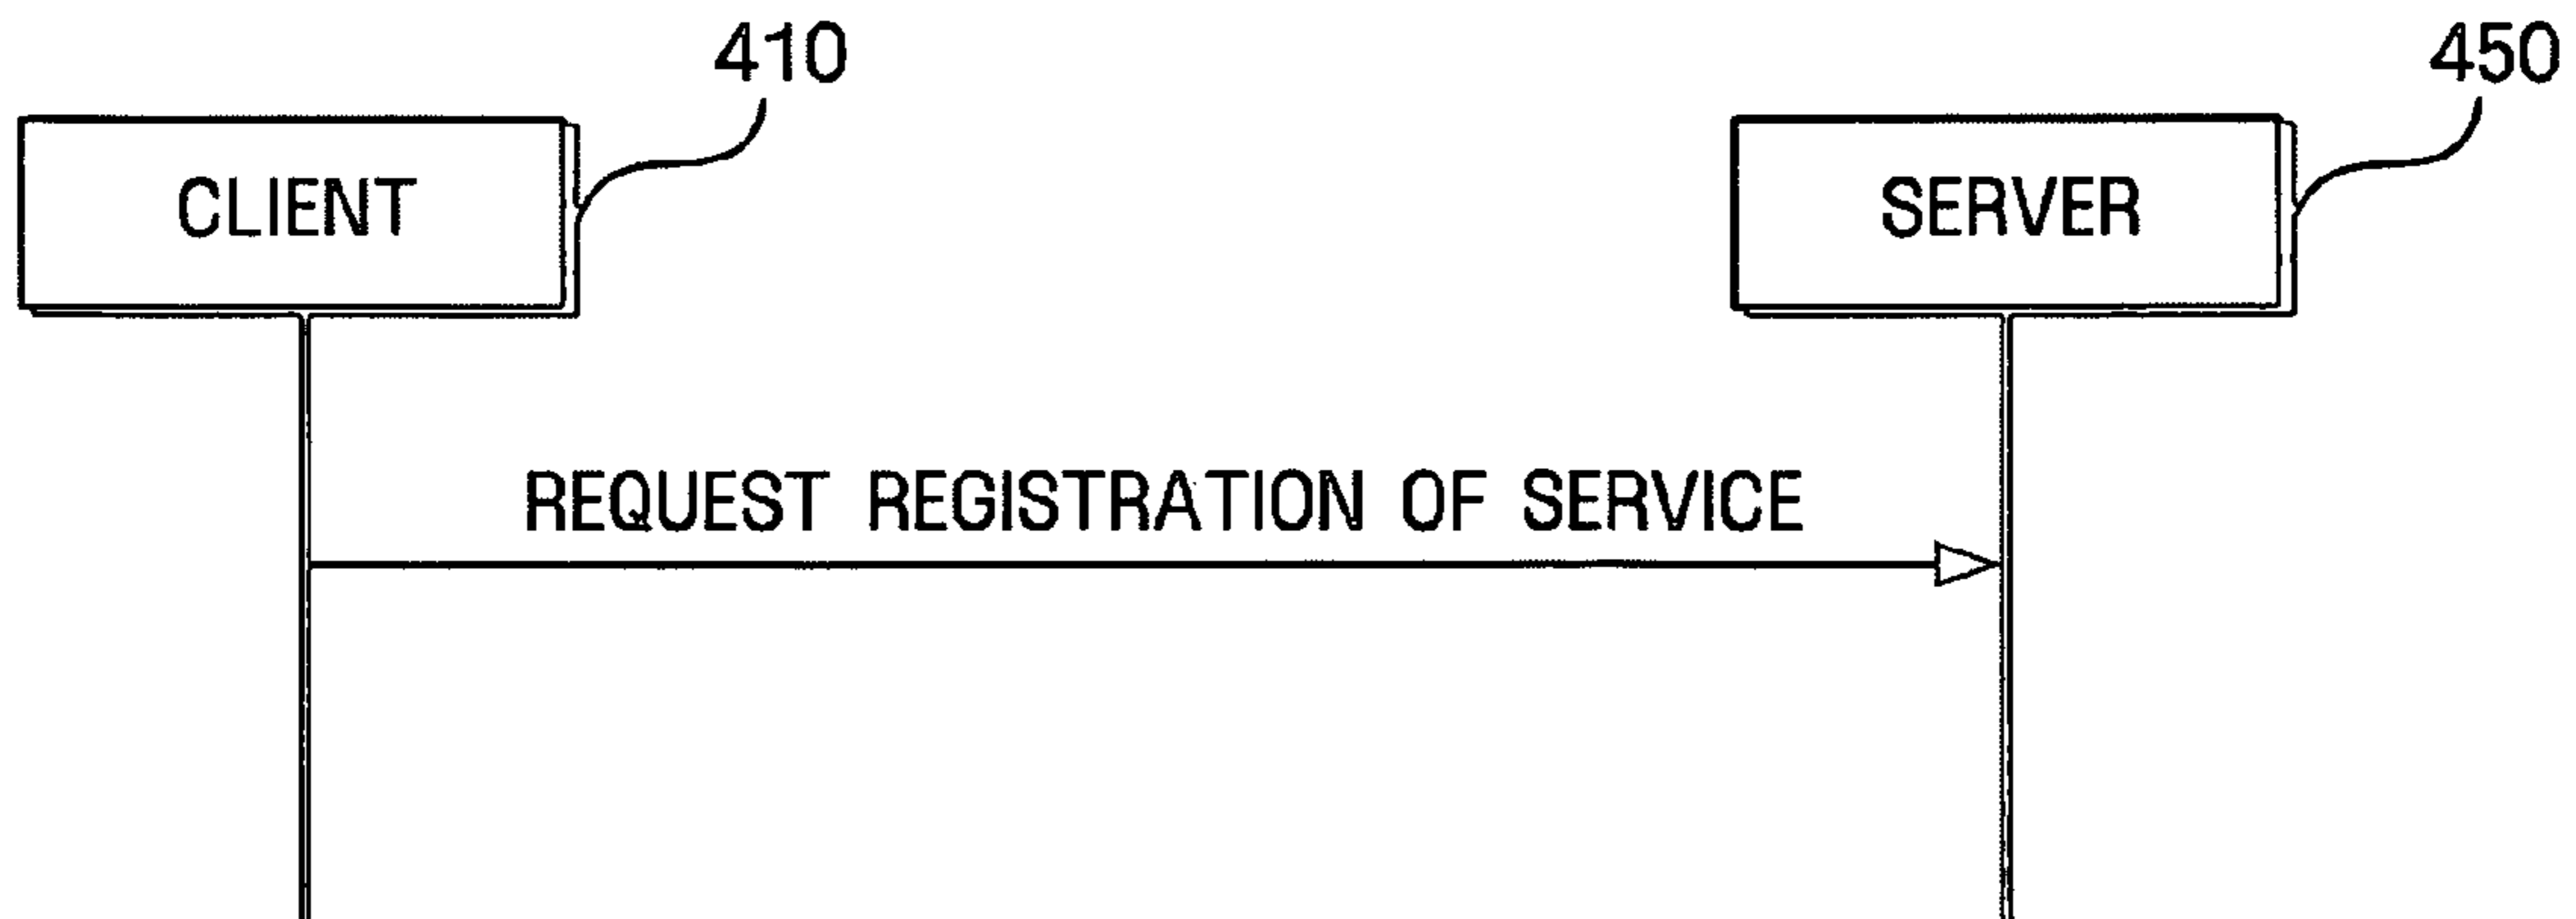 410
450
CLIENT
SERVER
REQUEST REGISTRATION OF SERVICE